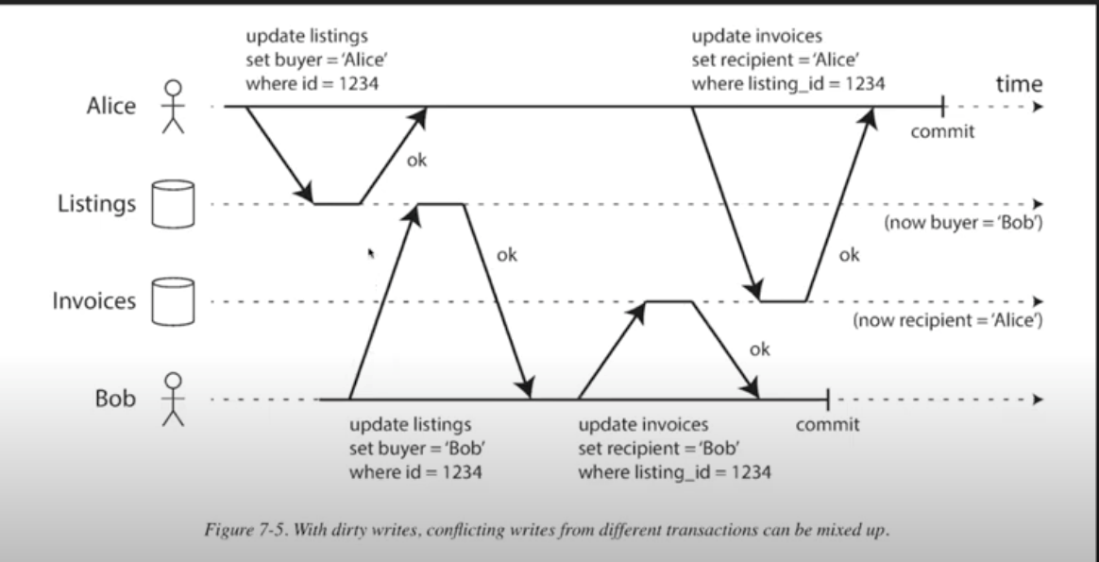 update listings
set buyer = ‘Alice’
where id = 1234
update invoices
set recipient = ‘Alice’
where listing_id = 1234
time
Alice
commit
ok
Listings
(now buyer = ‘Bob’)
ok
ok
Invoices
(now recipient = ‘Alice’)
ok
Bob
update listings
set buyer = ‘Bob’
where id = 1234
update invoices
set recipient = ‘Bob’
where listing_id = 1234
commit
Figure 7-5. With dirty writes, conflicting writes from different transactions can be mixed up.